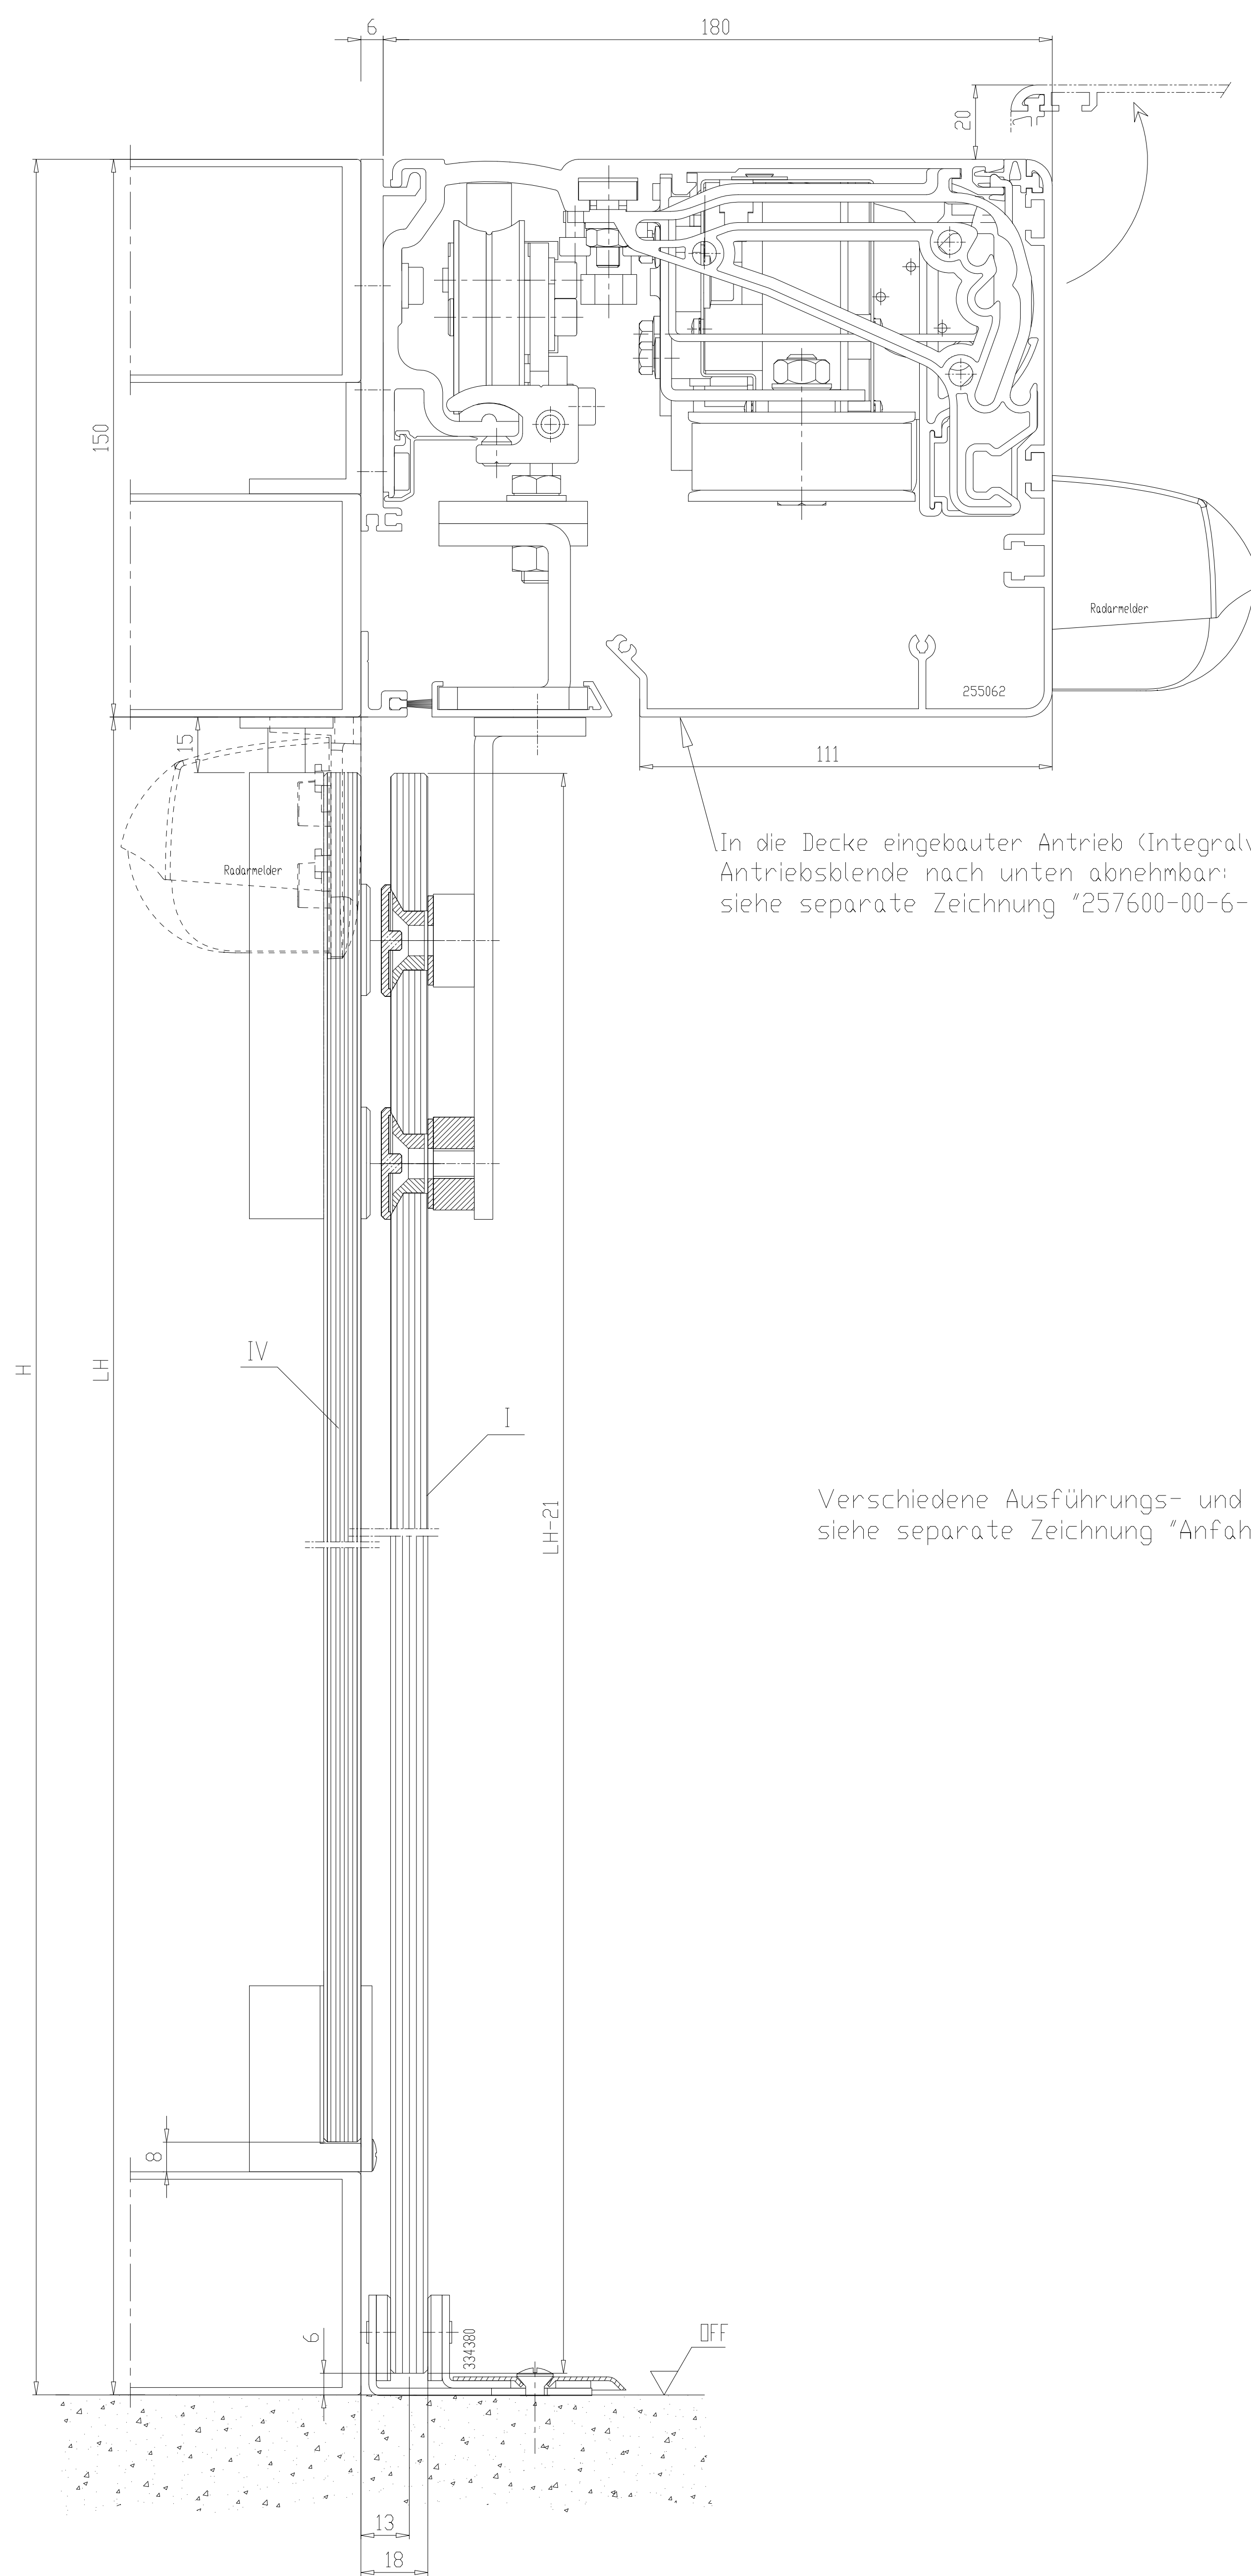 6
180
20
150
Radarmelder
255062
15
111
Radarmelder
In die Decke eingebauter Antrieb (Integralv
Antriebsblende nach unten abnehmbar:
siehe separate Zeichnung "257600-00-6-
H
LH
IV
I
LH-21
Verschiedene Ausführungs- und
siehe separate Zeichnung "Anfah
8
6
334380
OFF
13
18